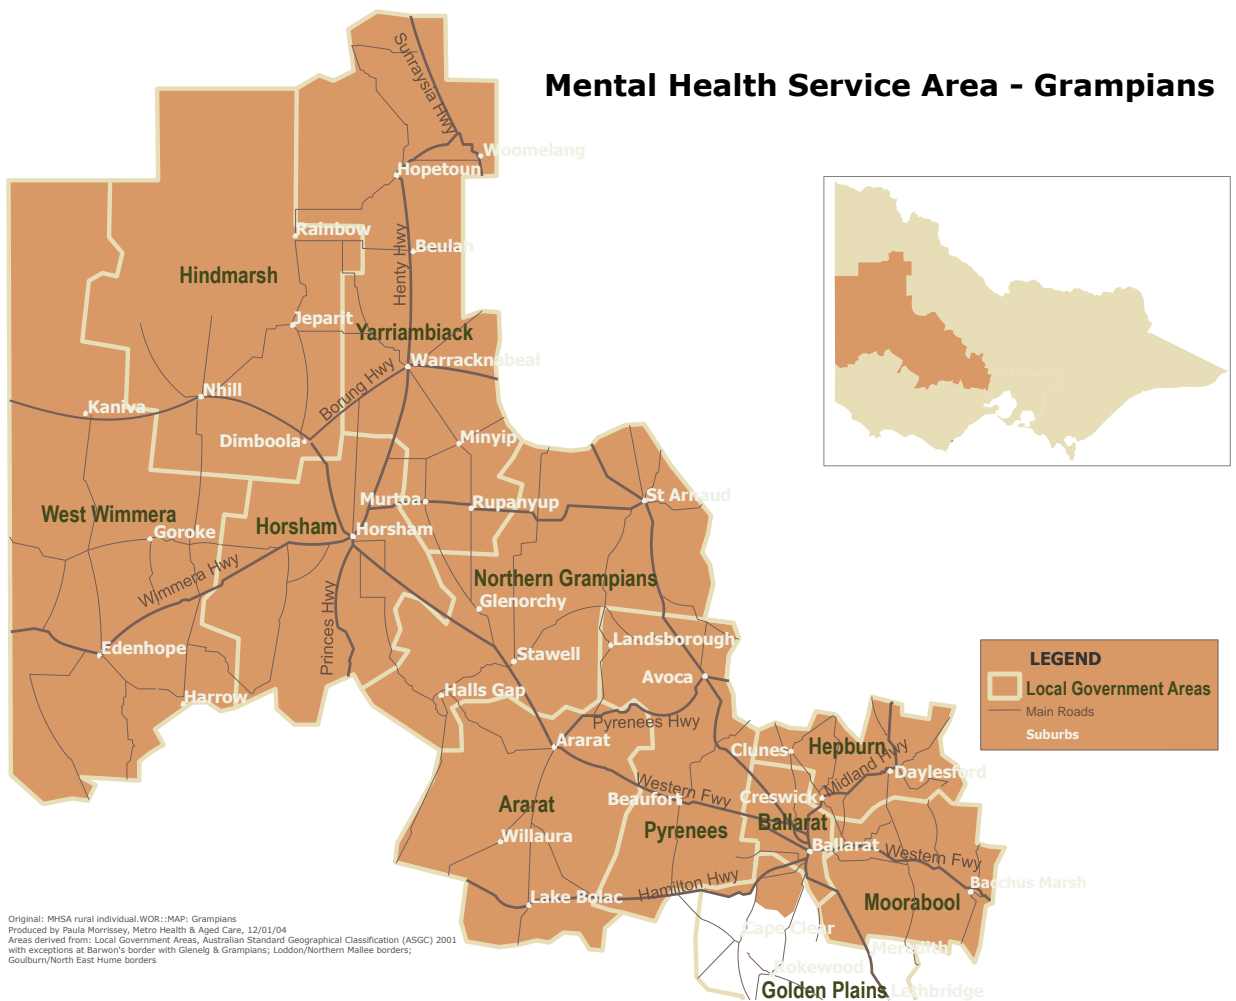 Mental Health Service Area - Grampians
Sunraysia Hwy
Woomelang
Hopetoun
Rainbow
Beulah
Henty Hwy
Hindmarsh
Jeparit
Yarriambiack
Warracknabeal
Borung Hwy
Nhill
Kaniva
Dimboola
Minyip
Murtoa
Rupanyup
St Arnaud
West Wimmera
Horsham
Goroke
Horsham
Wimmera Hwy
Princes Hwy
Northern Grampians
Glenorchy
Edenhope
Landsborough
Stawell
Avoca
Harrow
Halls Gap
Pyrenees Hwy
Ararat
Clunes
Hepburn
Midland Hwy
Daylesford
Western Fwy
Beaufort
Creswick
Ararat
Pyrenees
Ballarat
Willaura
Ballarat
Western Fwy
Hamilton Hwy
Bacchus Marsh
Lake Bolac
Moorabool
Cape Clear
Meredith
Rokewood
Golden Plains
Lethbridge
LEGEND
Local Government Areas
Main Roads
Suburbs
Original: MHSA rural individual.WOR::MAP: Grampians
Produced by Paula Morrissey, Metro Health & Aged Care, 12/01/04
Areas derived from: Local Government Areas, Australian Standard Geographical Classification (ASGC) 2001
with exceptions at Barwon's border with Glenelg & Grampians; Loddon/Northern Mallee borders;
Goulburn/North East Hume borders